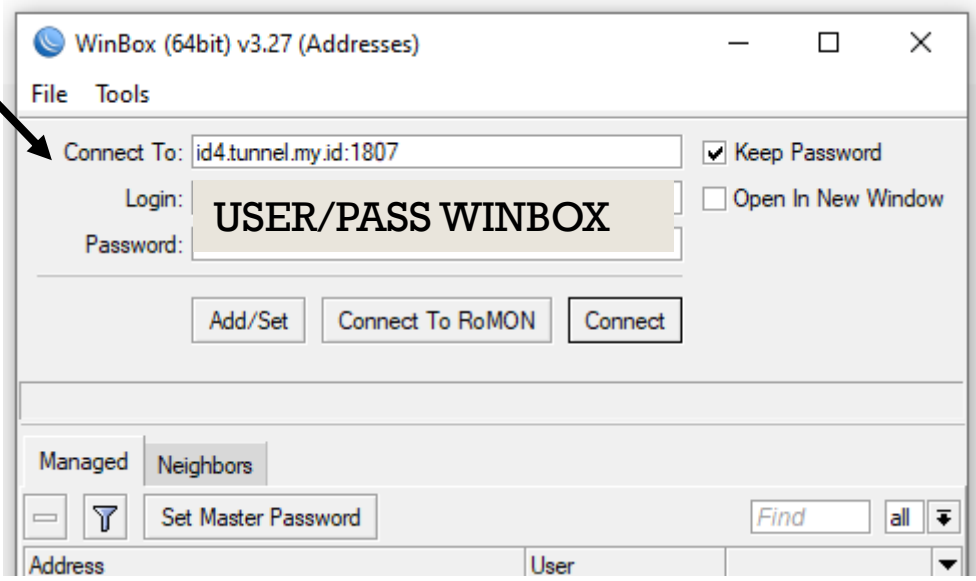 WinBox (64bit) v3.27 (Addresses)
File Tools
Connect To: id4.tunnel.my.id:1807 Keep Password
Login: Open In New Window
USER/PASS WINBOX
Password:
Add/Set Connect To RoMON Connect
Managed Neighbors
Set Master Password Find all
Address User